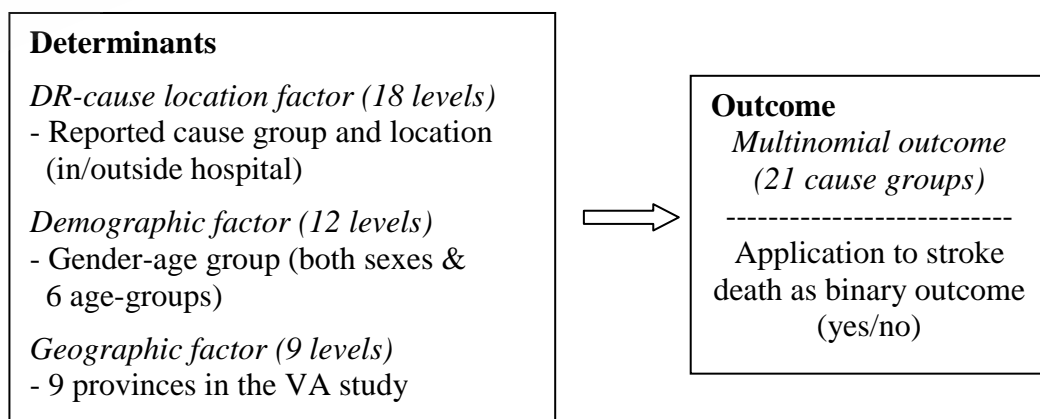 Determinants
DR-cause location factor (18 levels)
- Reported cause group and location
(in/outside hospital)
Demographic factor (12 levels)
- Gender-age group (both sexes &
6 age-groups)
Geographic factor (9 levels)
- 9 provinces in the VA study
Outcome
Multinomial outcome
(21 cause groups)
----------------------------
Application to stroke
death as binary outcome
(yes/no)